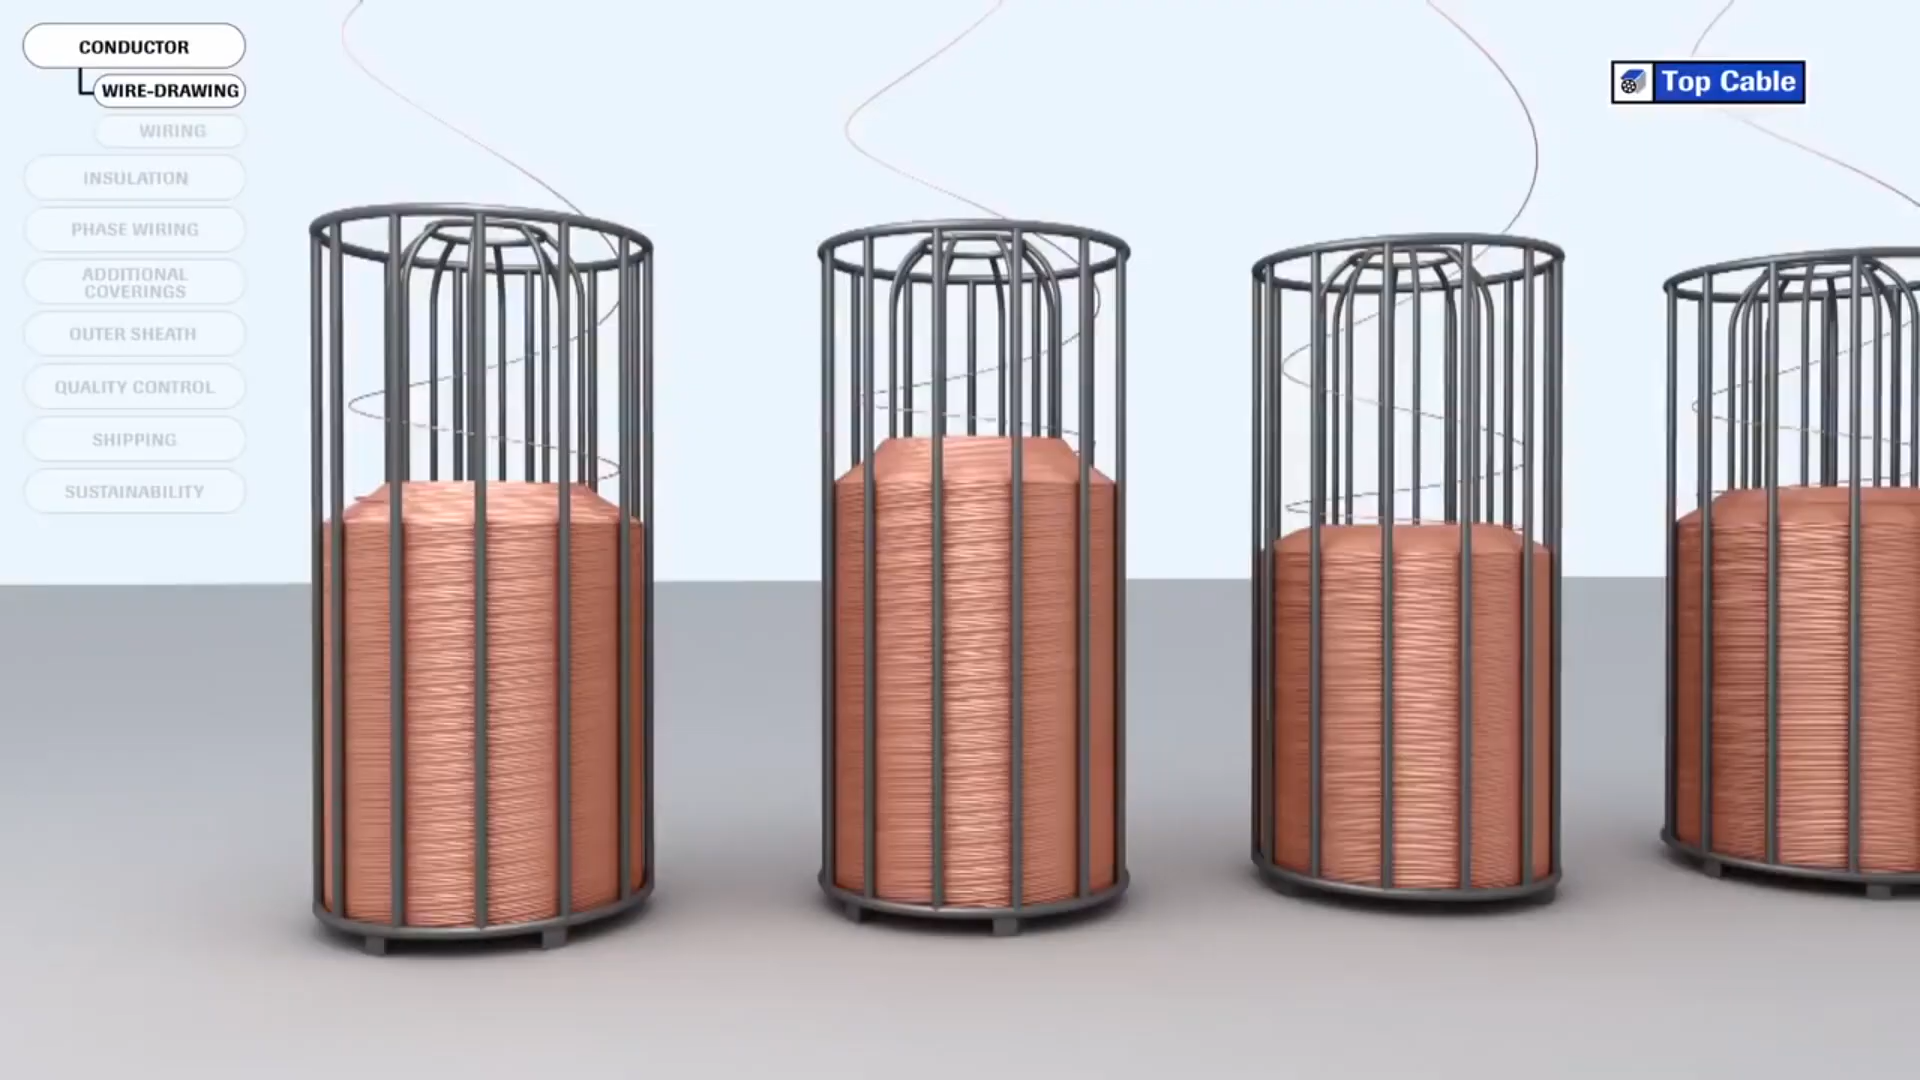 CONDUCTOR
WIRE-DRAWING
WIRING
INSULATION
PHASE WIRING
ADDITIONAL
COVERINGS
OUTER SHEATH
QUALITY CONTROL
SHIPPING
SUSTAINABILITY
Top Cable